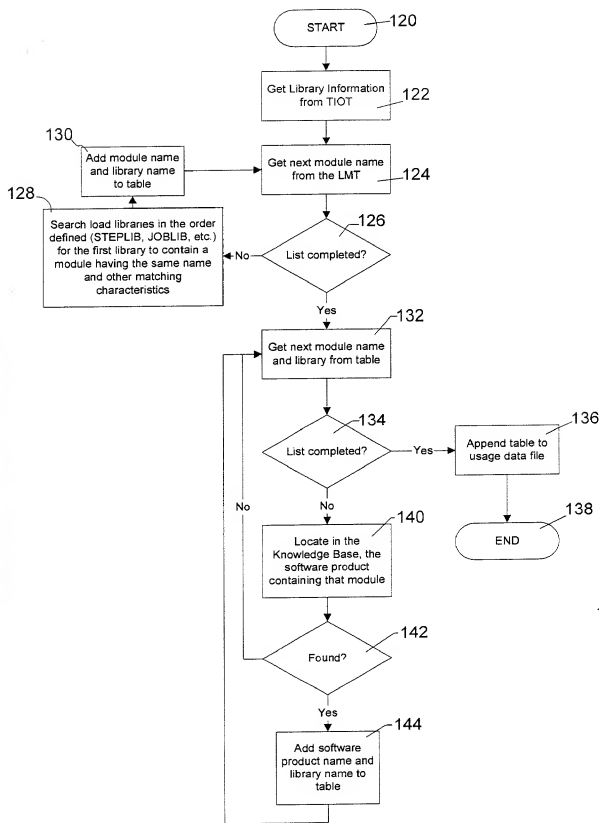 START
120
Get Library Information
from TIOT
122
130
Add module name
and library name
to table
Get next module name
from the LMT
124
128
Search load libraries in the order
defined (STEPLIB, JOBLIB, etc.)
for the first library to contain a
module having the same name
and other matching
characteristics
No
List completed?
126
Yes
132
Get next module name
and library from table
134
List completed?
Yes
Append table to
usage data file
136
No
No
140
Locate in the
Knowledge Base, the
software product
containing that module
END
138
Found?
142
Yes
144
Add software
product name and
library name to
table